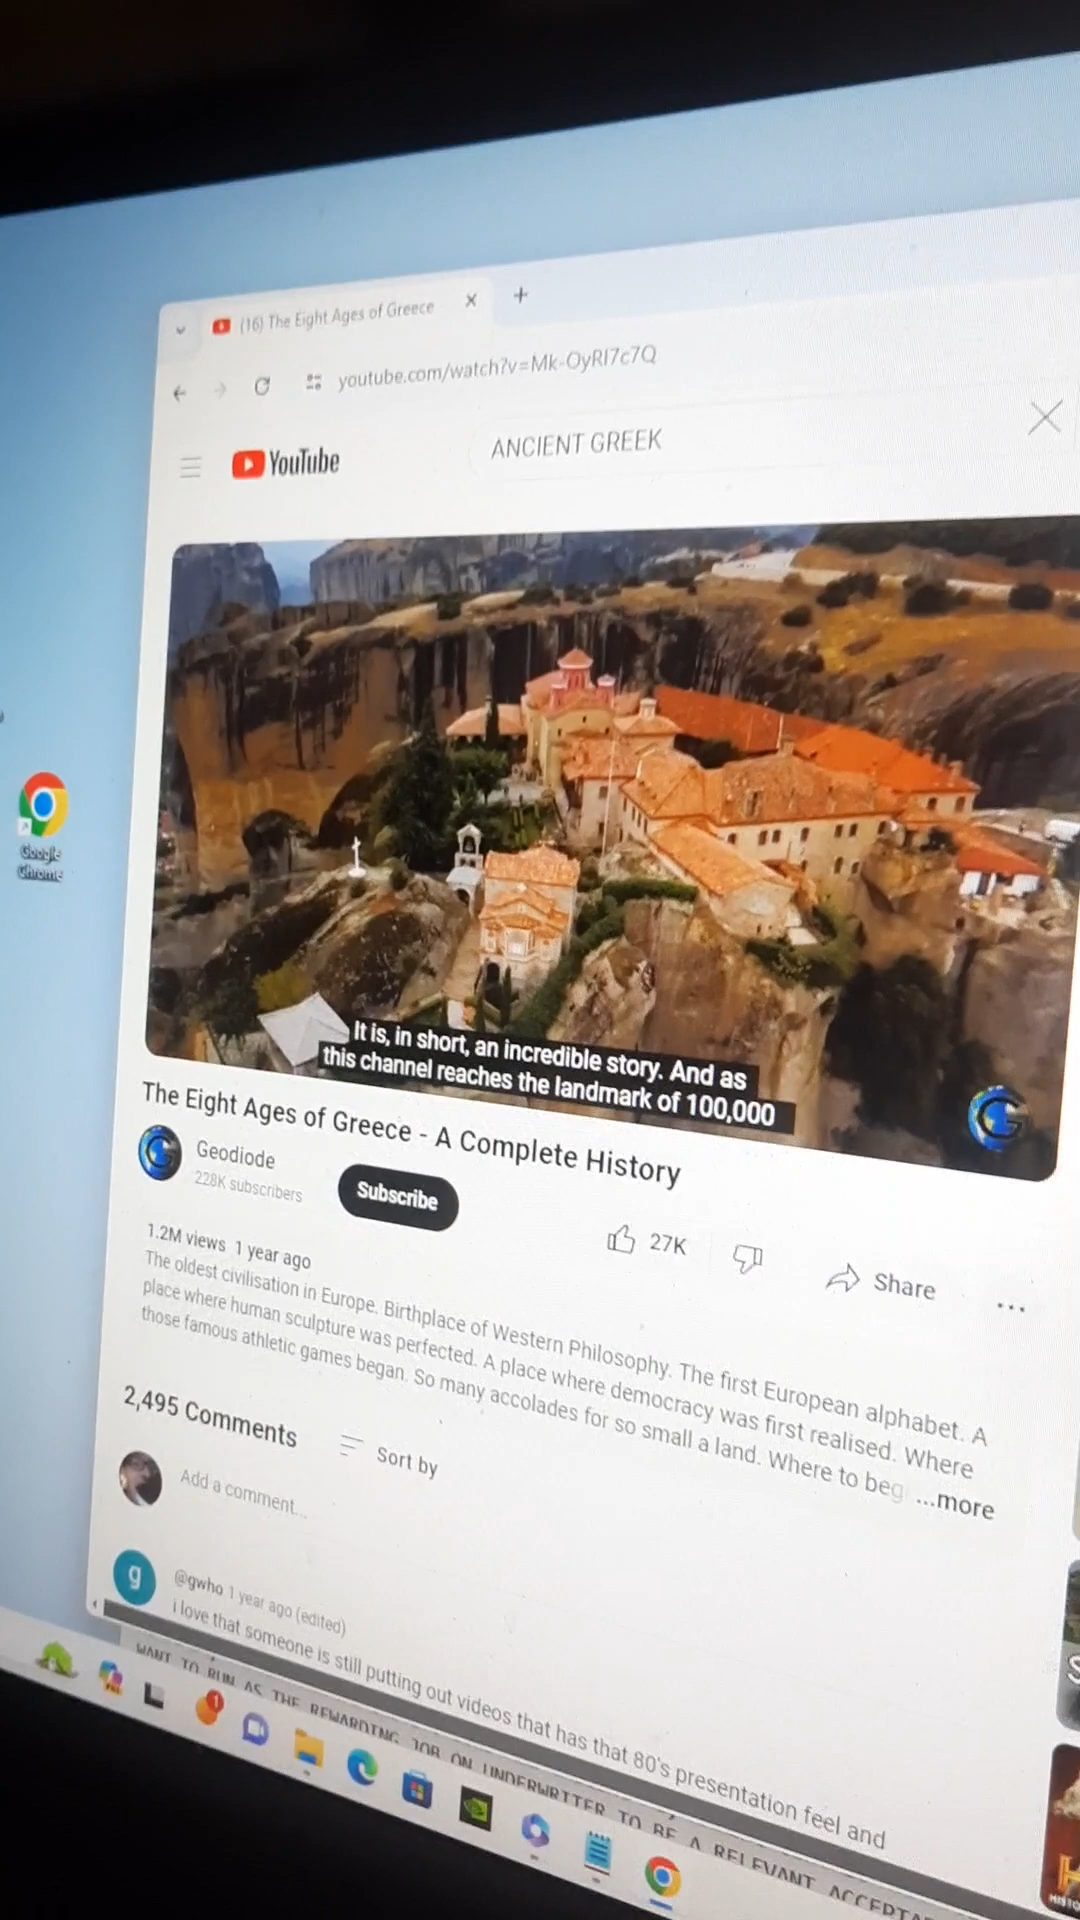 (16) The Eight Ages of Greece
youtube.com/watch?v=Mk-OyRI7c7Q
YouTube
ANCIENT GREEK
Google
Chrome
It is, in short, an incredible story. And as
this channel reaches the landmark of 100,000
The Eight Ages of Greece - A Complete History
Geodiode
228K subscribers
Subscribe
27K
Share
1.2M views 1 year ago
The oldest civilisation in Europe. Birthplace of Western Philosophy. The first European alphabet. A
place where human sculpture was perfected. A place where democracy was first realised. Where
those famous athletic games began. So many accolades for so small a land. Where to beg ...more
2,495 Comments
Sort by
Add a comment...
g
@gwho 1 year ago (edited)
i love that someone is still putting out videos that has that 80's presentation feel and
WANT TO RUN AS THE REWARDING JOB ON UNDERWRITER TO BE A RELEVANT
1